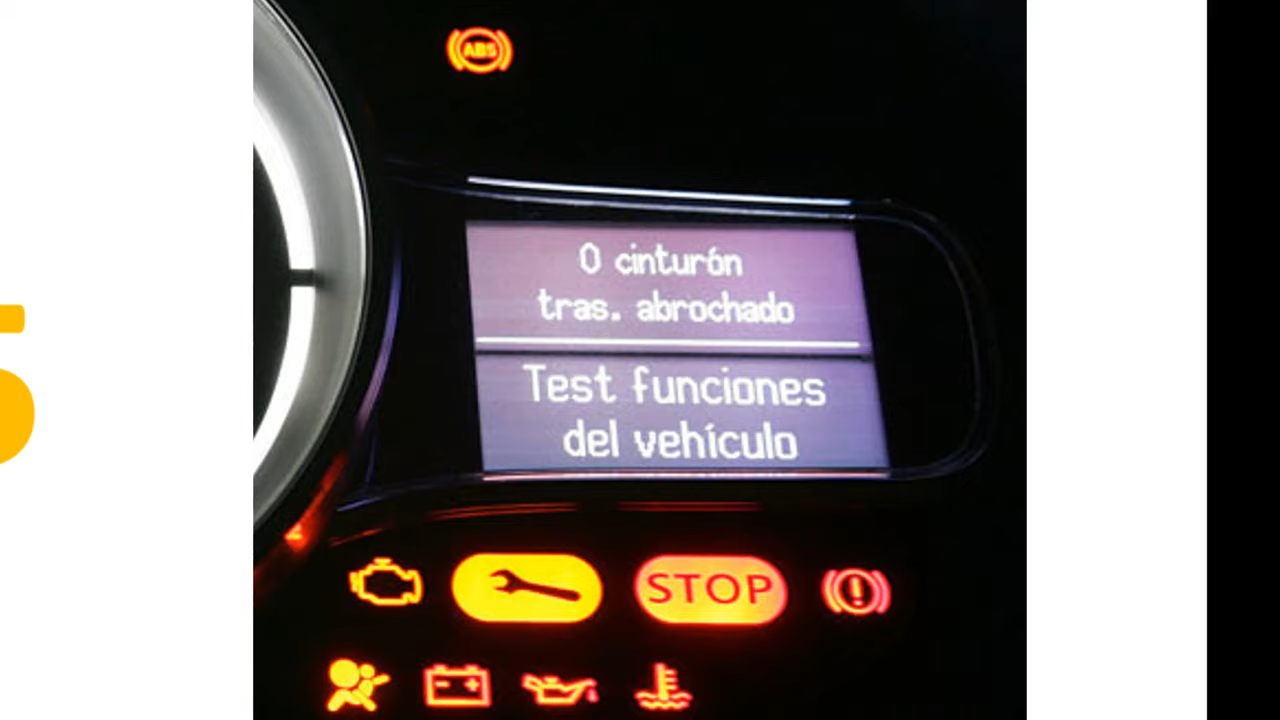 ABS
0 cinturón
tras. abrochado
Test funciones
del vehículo
STOP